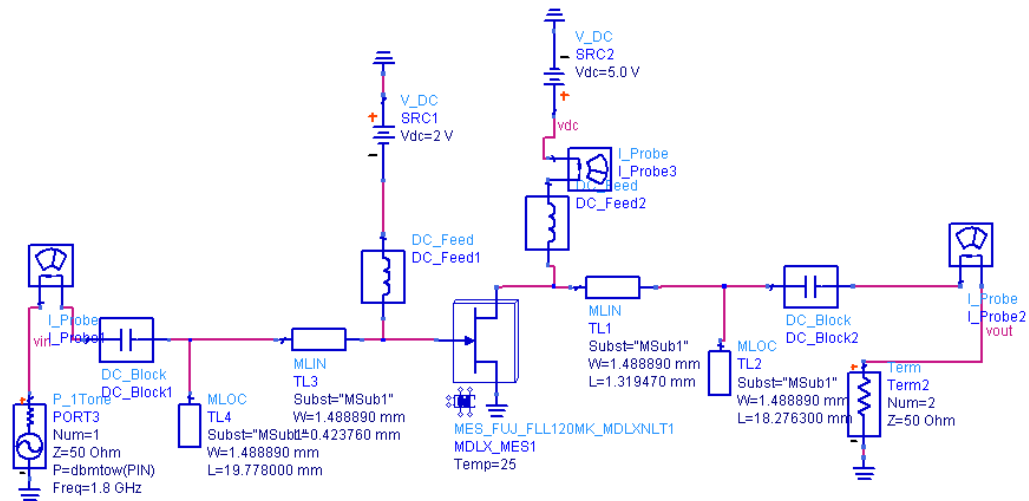 V_DC
SRC2
Vdc=5.0 V
V_DC
SRC1
Vdc=2 V
vdc
I_Probe
I_Probe3
DC_Feed
DC_Feed2
DC_Feed
DC_Feed1
I_Probe
I_Probe1
vin
DC_Block
DC_Block1
P_1Tone
PORT3
Num=1
Z=50 Ohm
P=dbmtow(PIN)
Freq=1.8 GHz
MLOC
TL4
Subst="MSub1"
W=1.488890 mm
L=19.778000 mm
MLIN
TL3
Subst="MSub1"
W=1.488890 mm
L=0.423760 mm
MES_FUJ_FLL120MK_MDLXNLT1
MDLX_MES1
Temp=25
MLIN
TL1
Subst="MSub1"
W=1.488890 mm
L=1.319470 mm
MLOC
TL2
Subst="MSub1"
W=1.488890 mm
L=18.276300 mm
DC_Block
DC_Block2
I_Probe
I_Probe2
vout
Term
Term2
Num=2
Z=50 Ohm